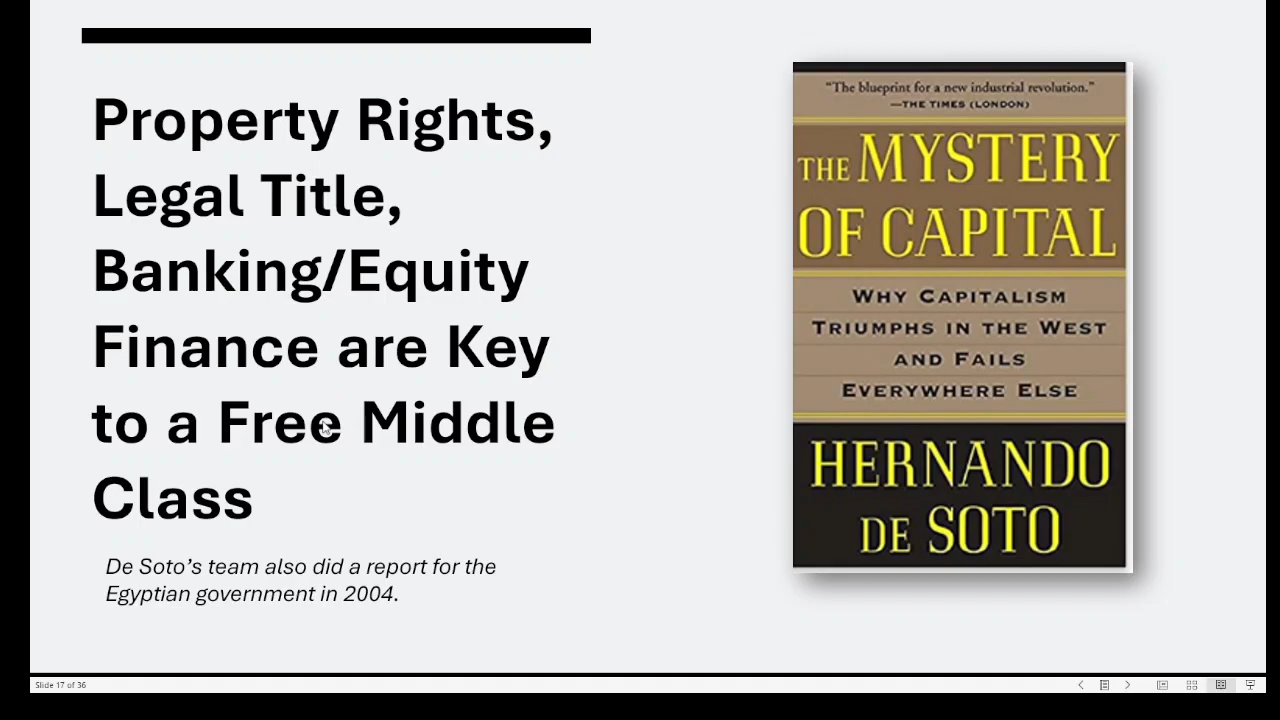 Property Rights,
Legal Title,
Banking/Equity
Finance are Key
to a Free Middle
Class
De Soto's team also did a report for the
Egyptian government in 2004.
"The blueprint for a new industrial revolution."
—THE TIMES (LONDON)
THE MYSTERY
OF CAPITAL
WHY CAPITALISM
TRIUMPHS IN THE WEST
AND FAILS
EVERYWHERE ELSE
HERNANDO
DE SOTO
Slide 17 of 36